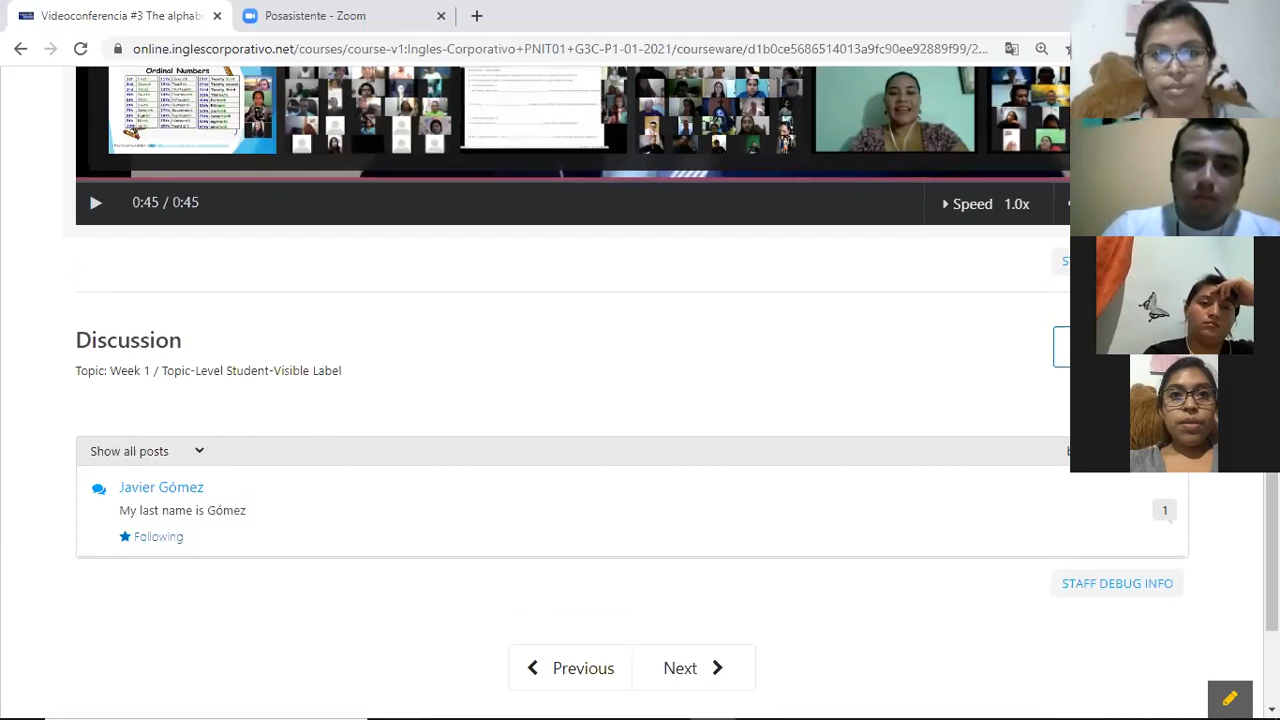 Videoconferencia #3 The alphab
Posasistente - Zoom
online.inglescorporativo.net/courses/course-v1:Ingles-Corporativo+PNIT01+G3C-P1-01-2021/courseware/d1bbce5686514013a9fc90ee92889f99/2...
ordinal Numbers
0:45 / 0:45
Speed 1.0x
Discussion
Topic: Week 1 / Topic-Level Student-Visible Label
Show all posts
Javier Gómez
My last name is Gómez
1
Following
STAFF DEBUG INFO
Previous
Next